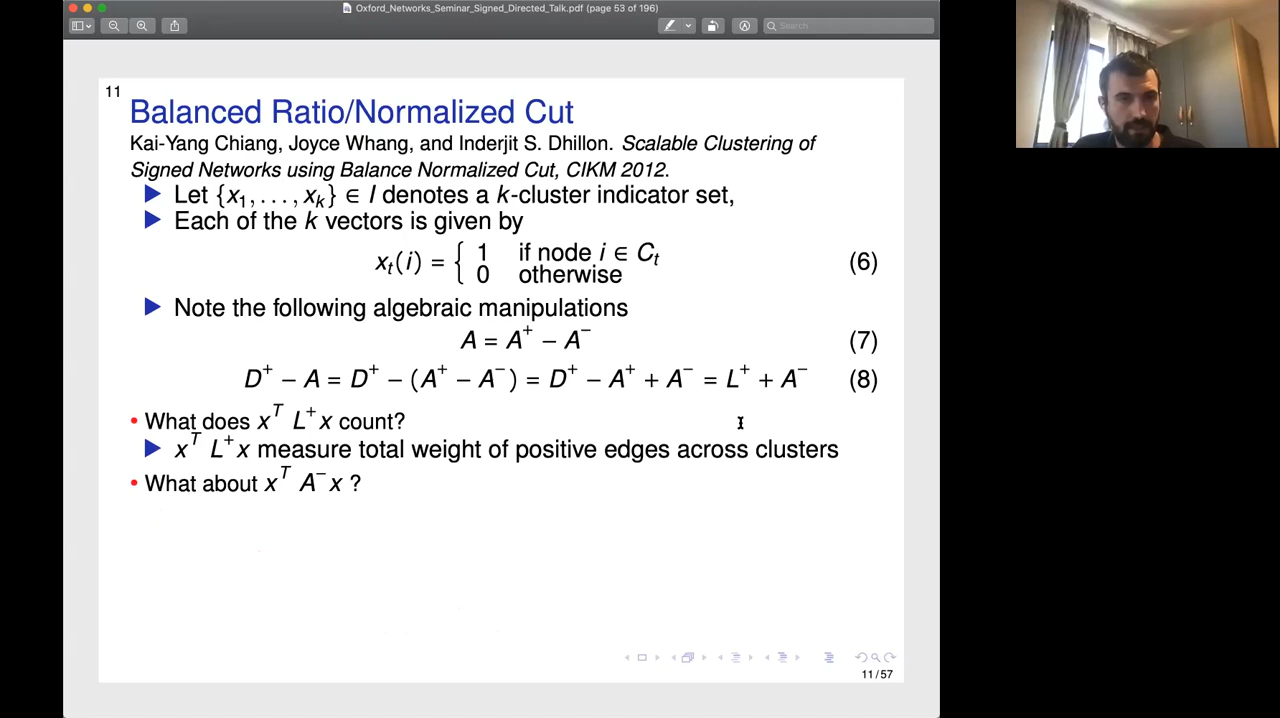 Oxford_Networks_Seminar_Signed_Directed_Talk.pdf (page 53 of 196)
Search
11
Balanced Ratio/Normalized Cut
Kai-Yang Chiang, Joyce Whang, and Inderjit S. Dhillon. Scalable Clustering of
Signed Networks using Balance Normalized Cut, CIKM 2012.
▶ Let {x₁, . . . , xₖ} ∈ I denotes a k-cluster indicator set,
▶ Each of the k vectors is given by
xₜ(i) = { 1 if node i ∈ Cₜ
0 otherwise (6)
▶ Note the following algebraic manipulations
A = A⁺ − A⁻ (7)
D⁺ − A = D⁺ − (A⁺ − A⁻) = D⁺ − A⁺ + A⁻ = L⁺ + A⁻ (8)
• What does xᵀ L⁺x count?
▶ xᵀ L⁺x measure total weight of positive edges across clusters
• What about xᵀ A⁻x ?
11/57